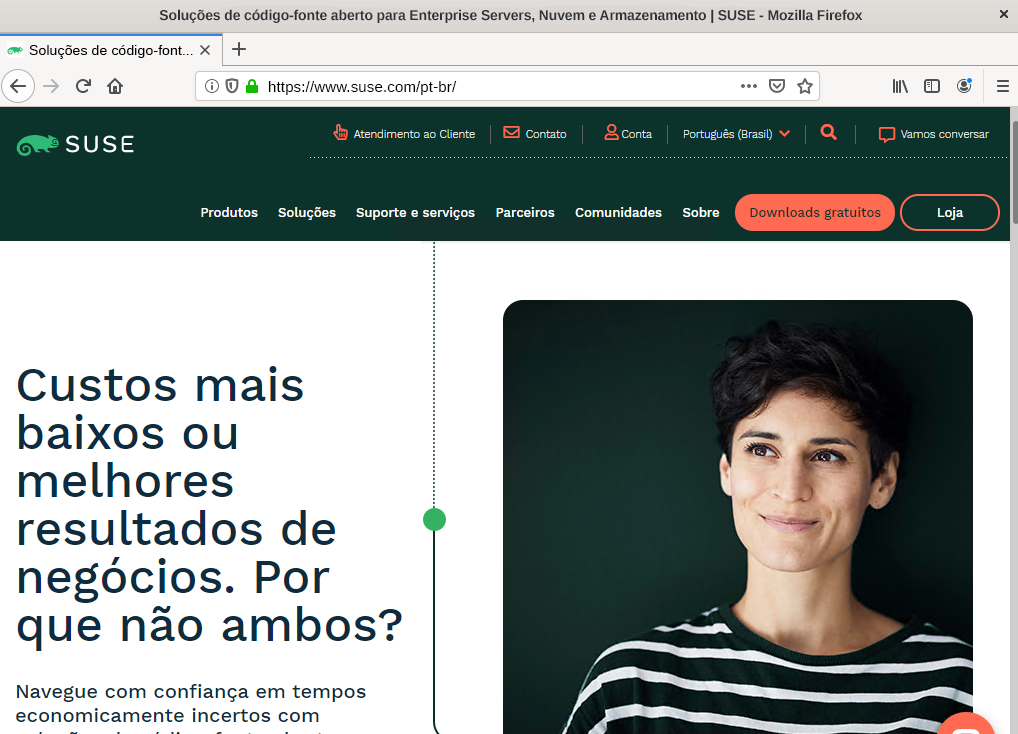 Soluções de código-fonte aberto para Enterprise Servers, Nuvem e Armazenamento | SUSE - Mozilla Firefox
Soluções de código-font...
https://www.suse.com/pt-br/
SUSE
Atendimento ao Cliente
Contato
Conta
Português (Brasil)
Vamos conversar
Produtos
Soluções
Suporte e serviços
Parceiros
Comunidades
Sobre
Downloads gratuitos
Loja
Custos mais
baixos ou
melhores
resultados de
negócios. Por
que não ambos?
Navegue com confiança em tempos
economicamente incertos com